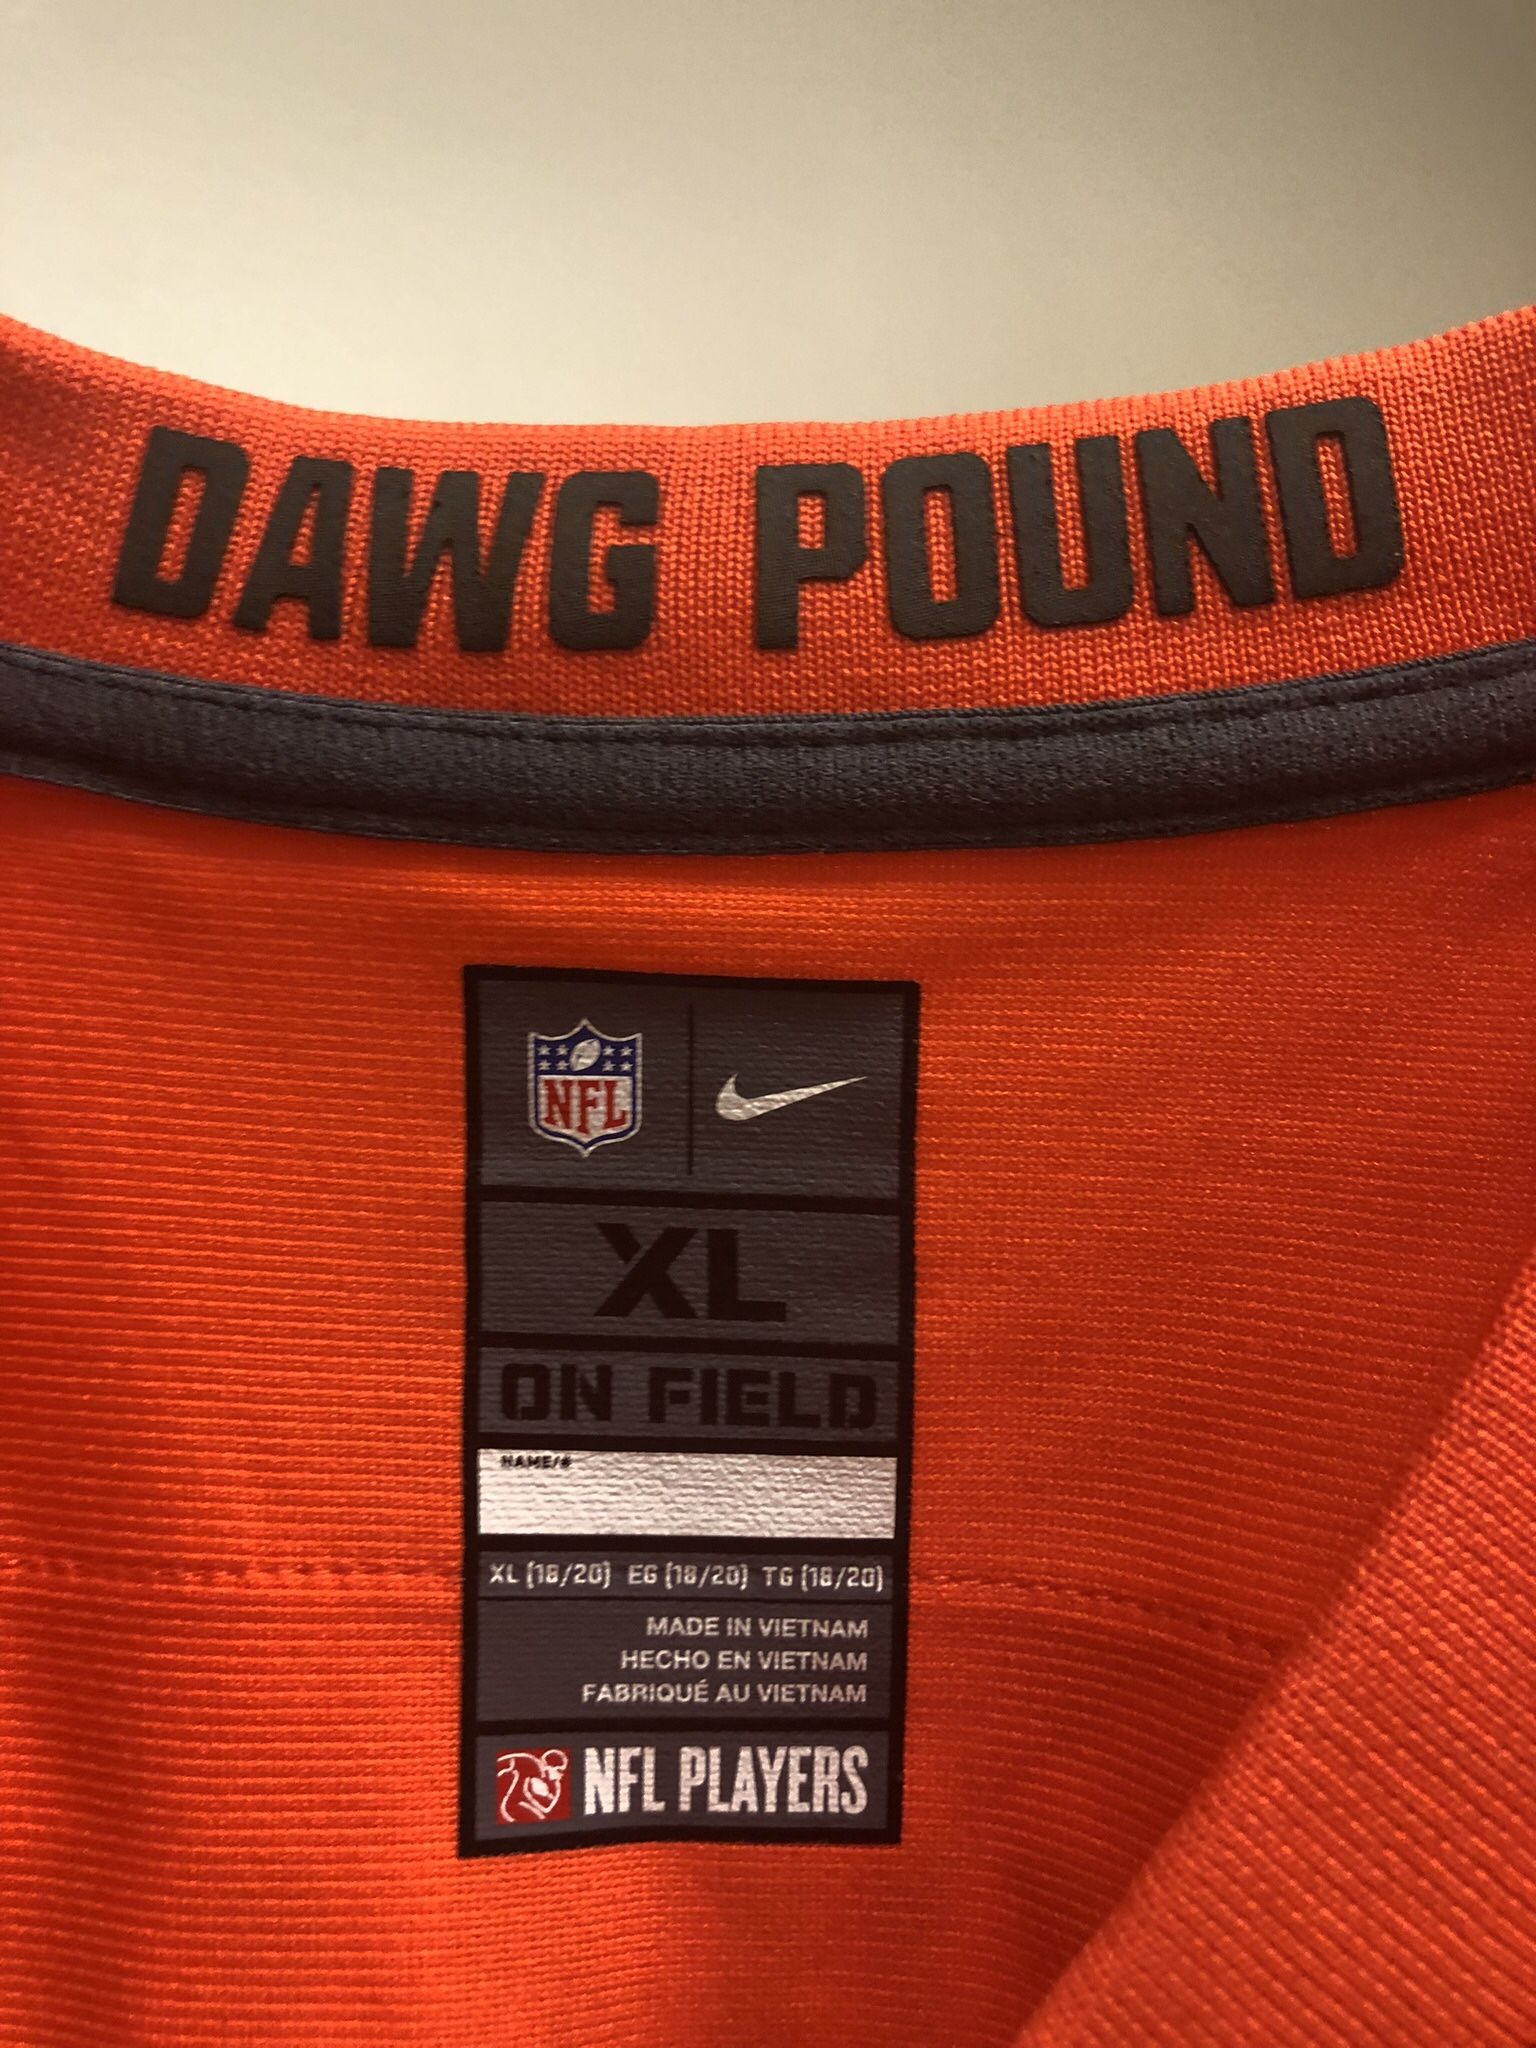 DAWG POUND
NFL
XL
ON FIELD
NAME/#
XL (18/20) EG (18/20) TG (18/20)
MADE IN VIETNAM
HECHO EN VIETNAM
FABRIQUÉ AU VIETNAM
NFL PLAYERS